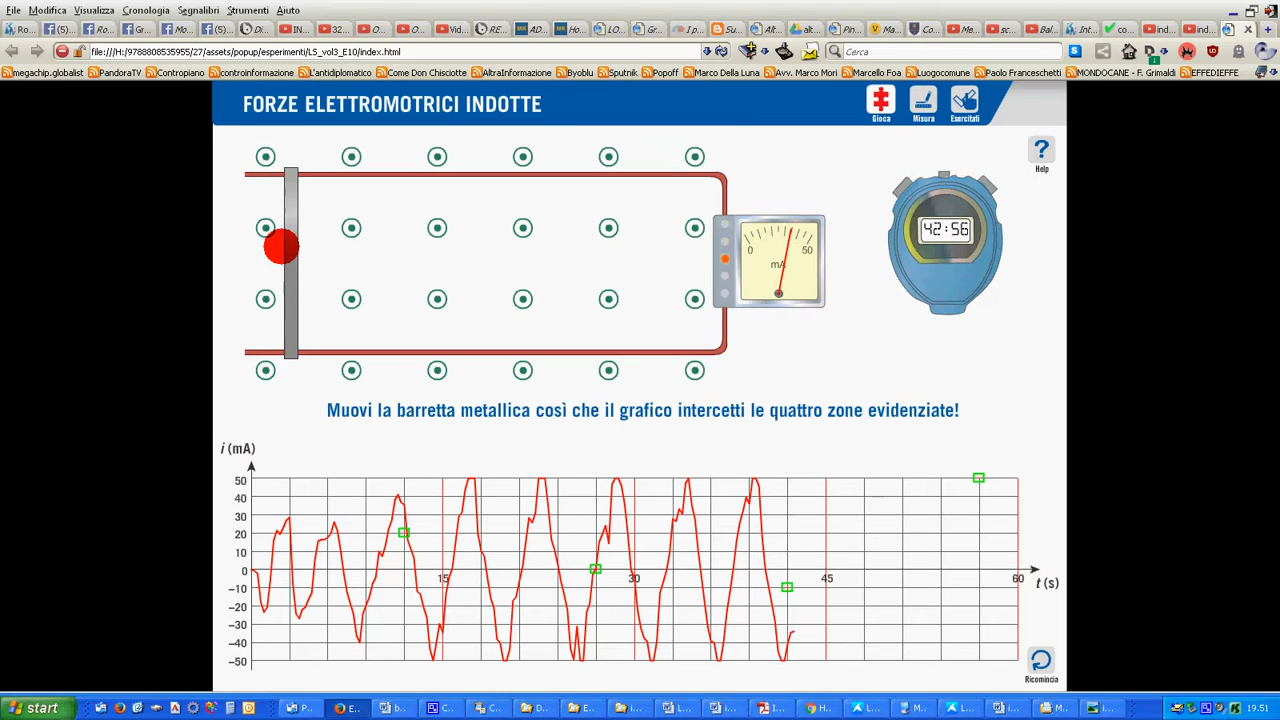 File Modifica Visualizza Cronologia Segnalibri Strumenti Aiuto
file:///H:/9788808535955/27/assets/popup/esperimenti/LS_vol3_E10/index.html
Cerca
megachip.globalist PandoraTV Contropiano controinformazione L'antidiplomatico Come Don Chisciotte AltraInformazione Byoblu Sputnik Popoff Marco Della Luna Avv. Marco Mori Marcello Foa Luogocomune Paolo Franceschetti MONDOCANE - F. Grimaldi EFFEDIEFFE
FORZE ELETTROMOTRICI INDOTTE
Gioca Misura Esercitati
Help
42:56
0 50
mA
Muovi la barretta metallica così che il grafico intercetti le quattro zone evidenziate!
i (mA)
50
40
30
20
10
0
-10
-20
-30
-40
-50
15 30 45 60
t (s)
Ricomincia
start
19.51